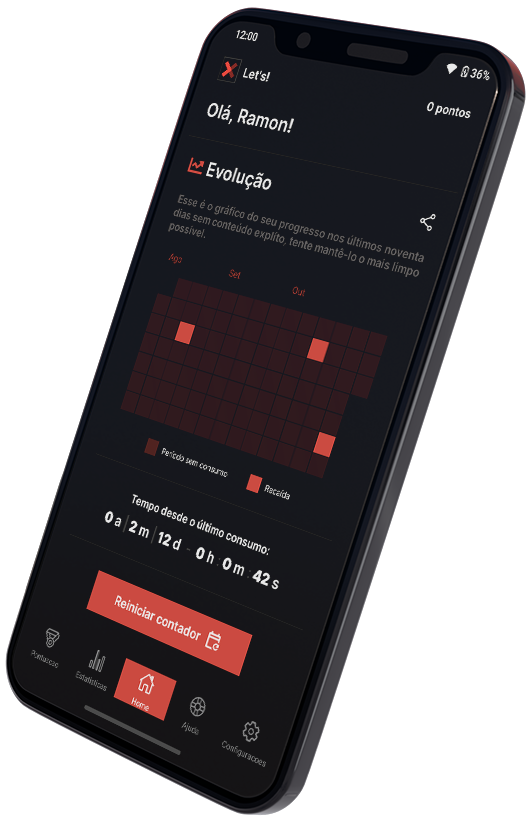 12:00
36%
Let's!
0 pontos
Olá, Ramon!
Evolução
Esse é o gráfico do seu progresso nos últimos noventa
dias sem conteúdo explíto, tente mantê-lo o mais limpo
possível.
Ago Set Out
Período sem consumo
Recaída
Tempo desde o último consumo:
0 a | 2 m | 12 d - 0 h : 0 m : 42 s
Reiniciar contador
Pontuacao
Estatísticas
Home
Ajuda
Configuracoes